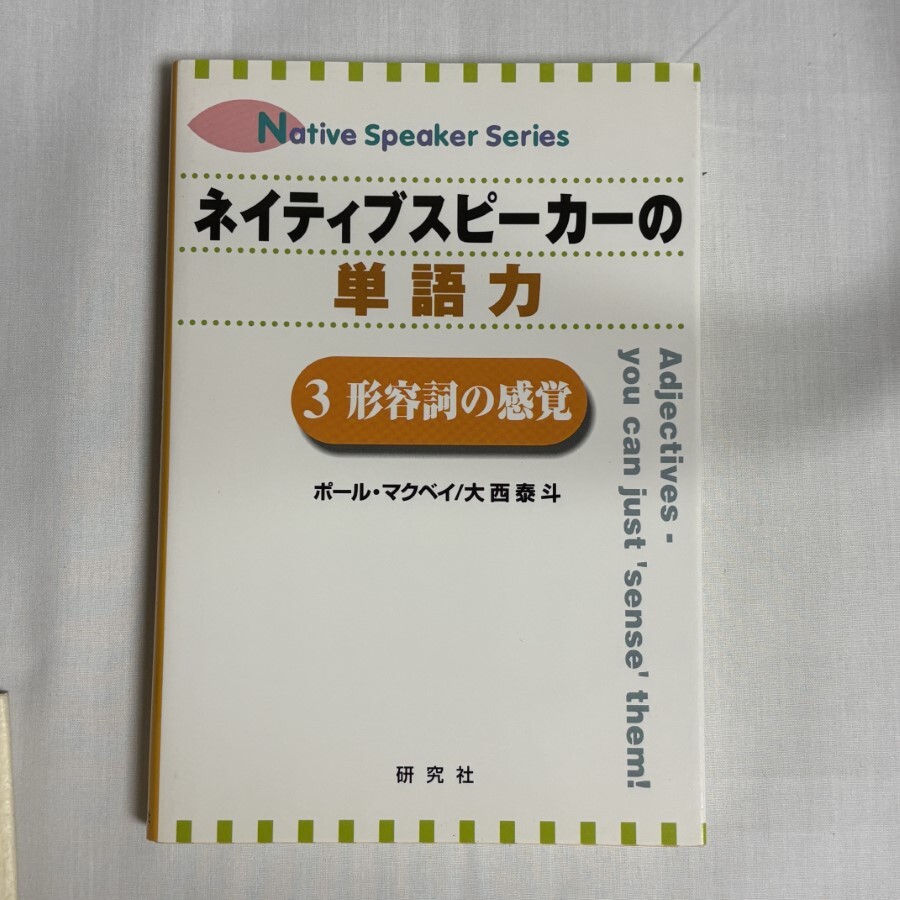 Native Speaker Series
ネイティブスピーカーの
単語力
3 形容詞の感覚
ポール・マクベイ/大西泰斗
Adjectives -
you can just 'sense' them!
研究社